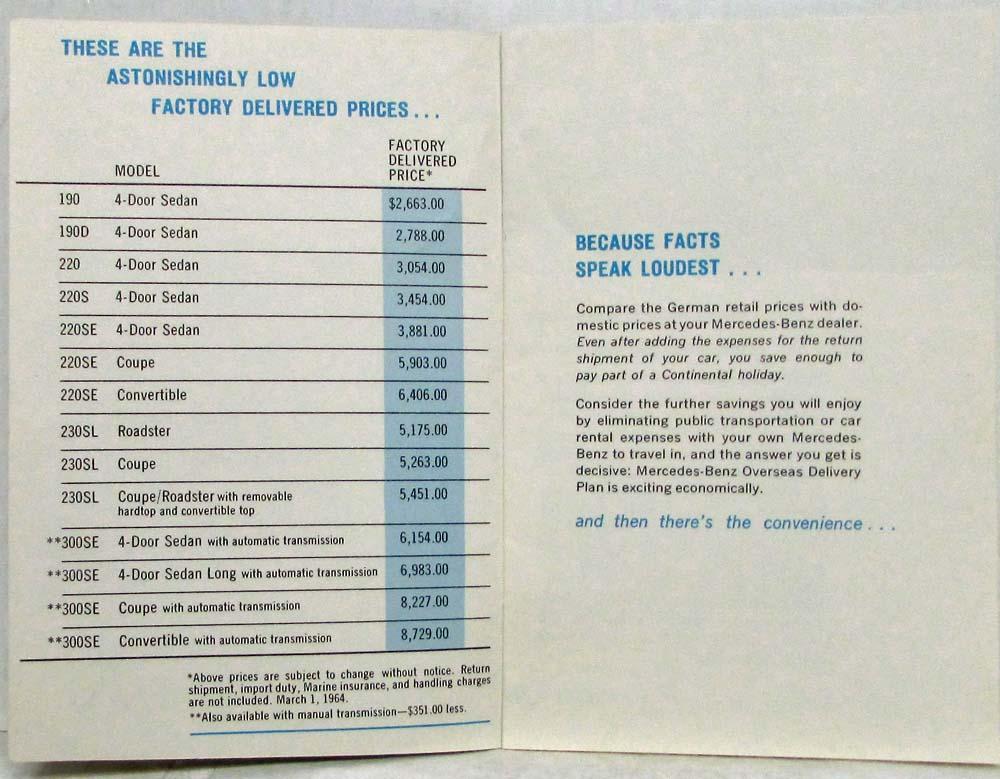 THESE ARE THE
ASTONISHINGLY LOW
FACTORY DELIVERED PRICES...
MODEL FACTORY DELIVERED PRICE*
190 4-Door Sedan $2,663.00
190D 4-Door Sedan 2,788.00
220 4-Door Sedan 3,054.00
220S 4-Door Sedan 3,454.00
220SE 4-Door Sedan 3,881.00
220SE Coupe 5,903.00
220SE Convertible 6,406.00
230SL Roadster 5,175.00
230SL Coupe 5,263.00
230SL Coupe/Roadster with removable 5,451.00
hardtop and convertible top
**300SE 4-Door Sedan with automatic transmission 6,154.00
**300SE 4-Door Sedan Long with automatic transmission 6,983.00
**300SE Coupe with automatic transmission 8,227.00
**300SE Convertible with automatic transmission 8,729.00
*Above prices are subject to change without notice. Return
shipment, import duty, Marine insurance, and handling charges
are not included. March 1, 1964.
**Also available with manual transmission—$351.00 less.
BECAUSE FACTS
SPEAK LOUDEST . . .
Compare the German retail prices with do-
mestic prices at your Mercedes-Benz dealer.
Even after adding the expenses for the return
shipment of your car, you save enough to
pay part of a Continental holiday.
Consider the further savings you will enjoy
by eliminating public transportation or car
rental expenses with your own Mercedes-
Benz to travel in, and the answer you get is
decisive: Mercedes-Benz Overseas Delivery
Plan is exciting economically.
and then there's the convenience . . .